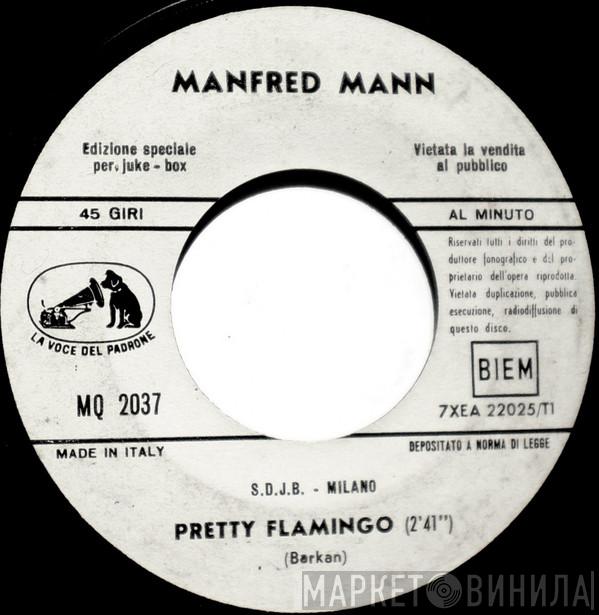 MANFRED MANN
Edizione speciale
per juke - box
Vietata la vendita
al pubblico
45 GIRI
AL MINUTO
Riservati tutti i diritti del pro-
duttore fonografico e del pro-
prietario dell'opera riprodotta.
Vietata duplicazione, pubblica
esecuzione, radiodiffusione di
questo disco.
LA VOCE DEL PADRONE
BIEM
MQ 2037
7XEA 22025/T1
MADE IN ITALY
DEPOSITATO A NORMA DI LEGGE
S.D.J.B. - MILANO
PRETTY FLAMINGO (2'41")
(Barkan)
МАРКЕТ ВИНИЛА